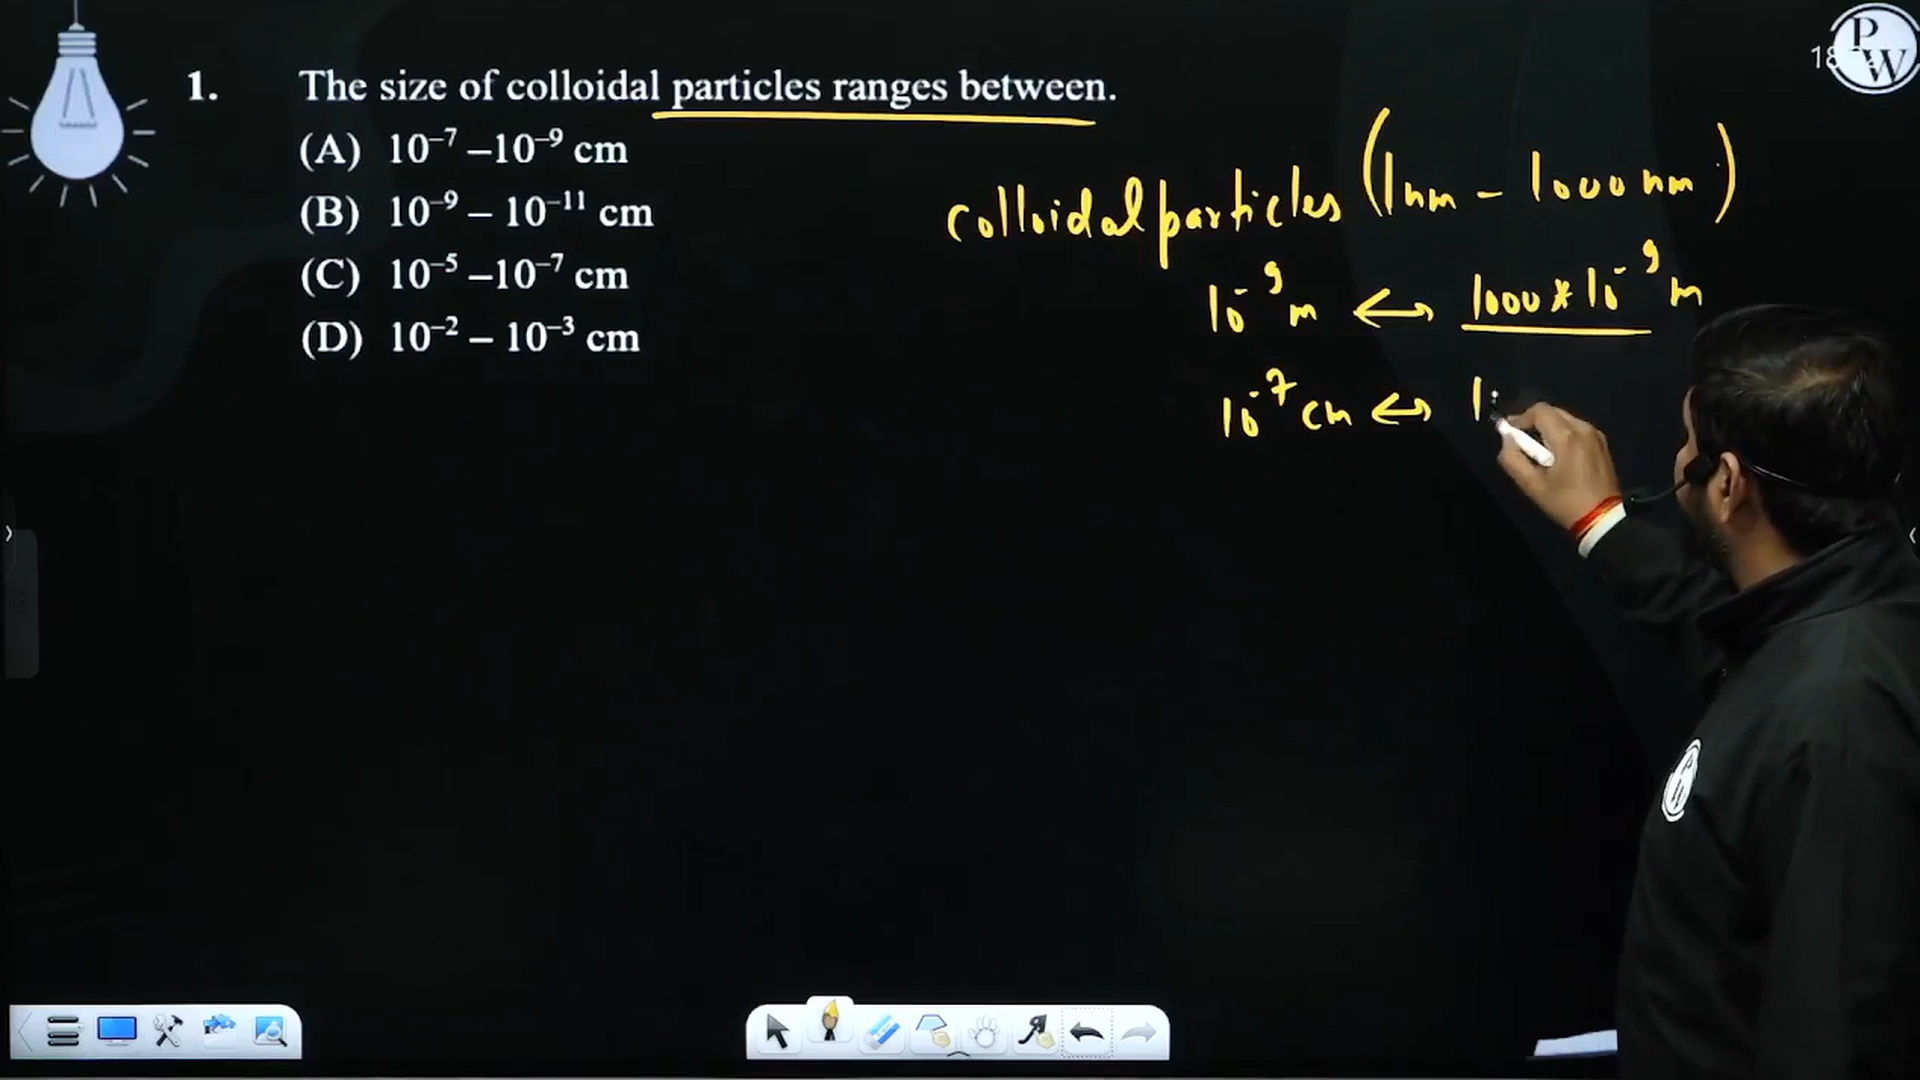 1. The size of colloidal particles ranges between.
(A) 10⁻⁷ –10⁻⁹ cm
(B) 10⁻⁹ – 10⁻¹¹ cm
(C) 10⁻⁵ –10⁻⁷ cm
(D) 10⁻² – 10⁻³ cm
colloidal particles (1nm – 1000nm)
10⁻⁹ m ↔ 1000*10⁻⁹ m
10⁻⁷ cm ↔ 1
PW